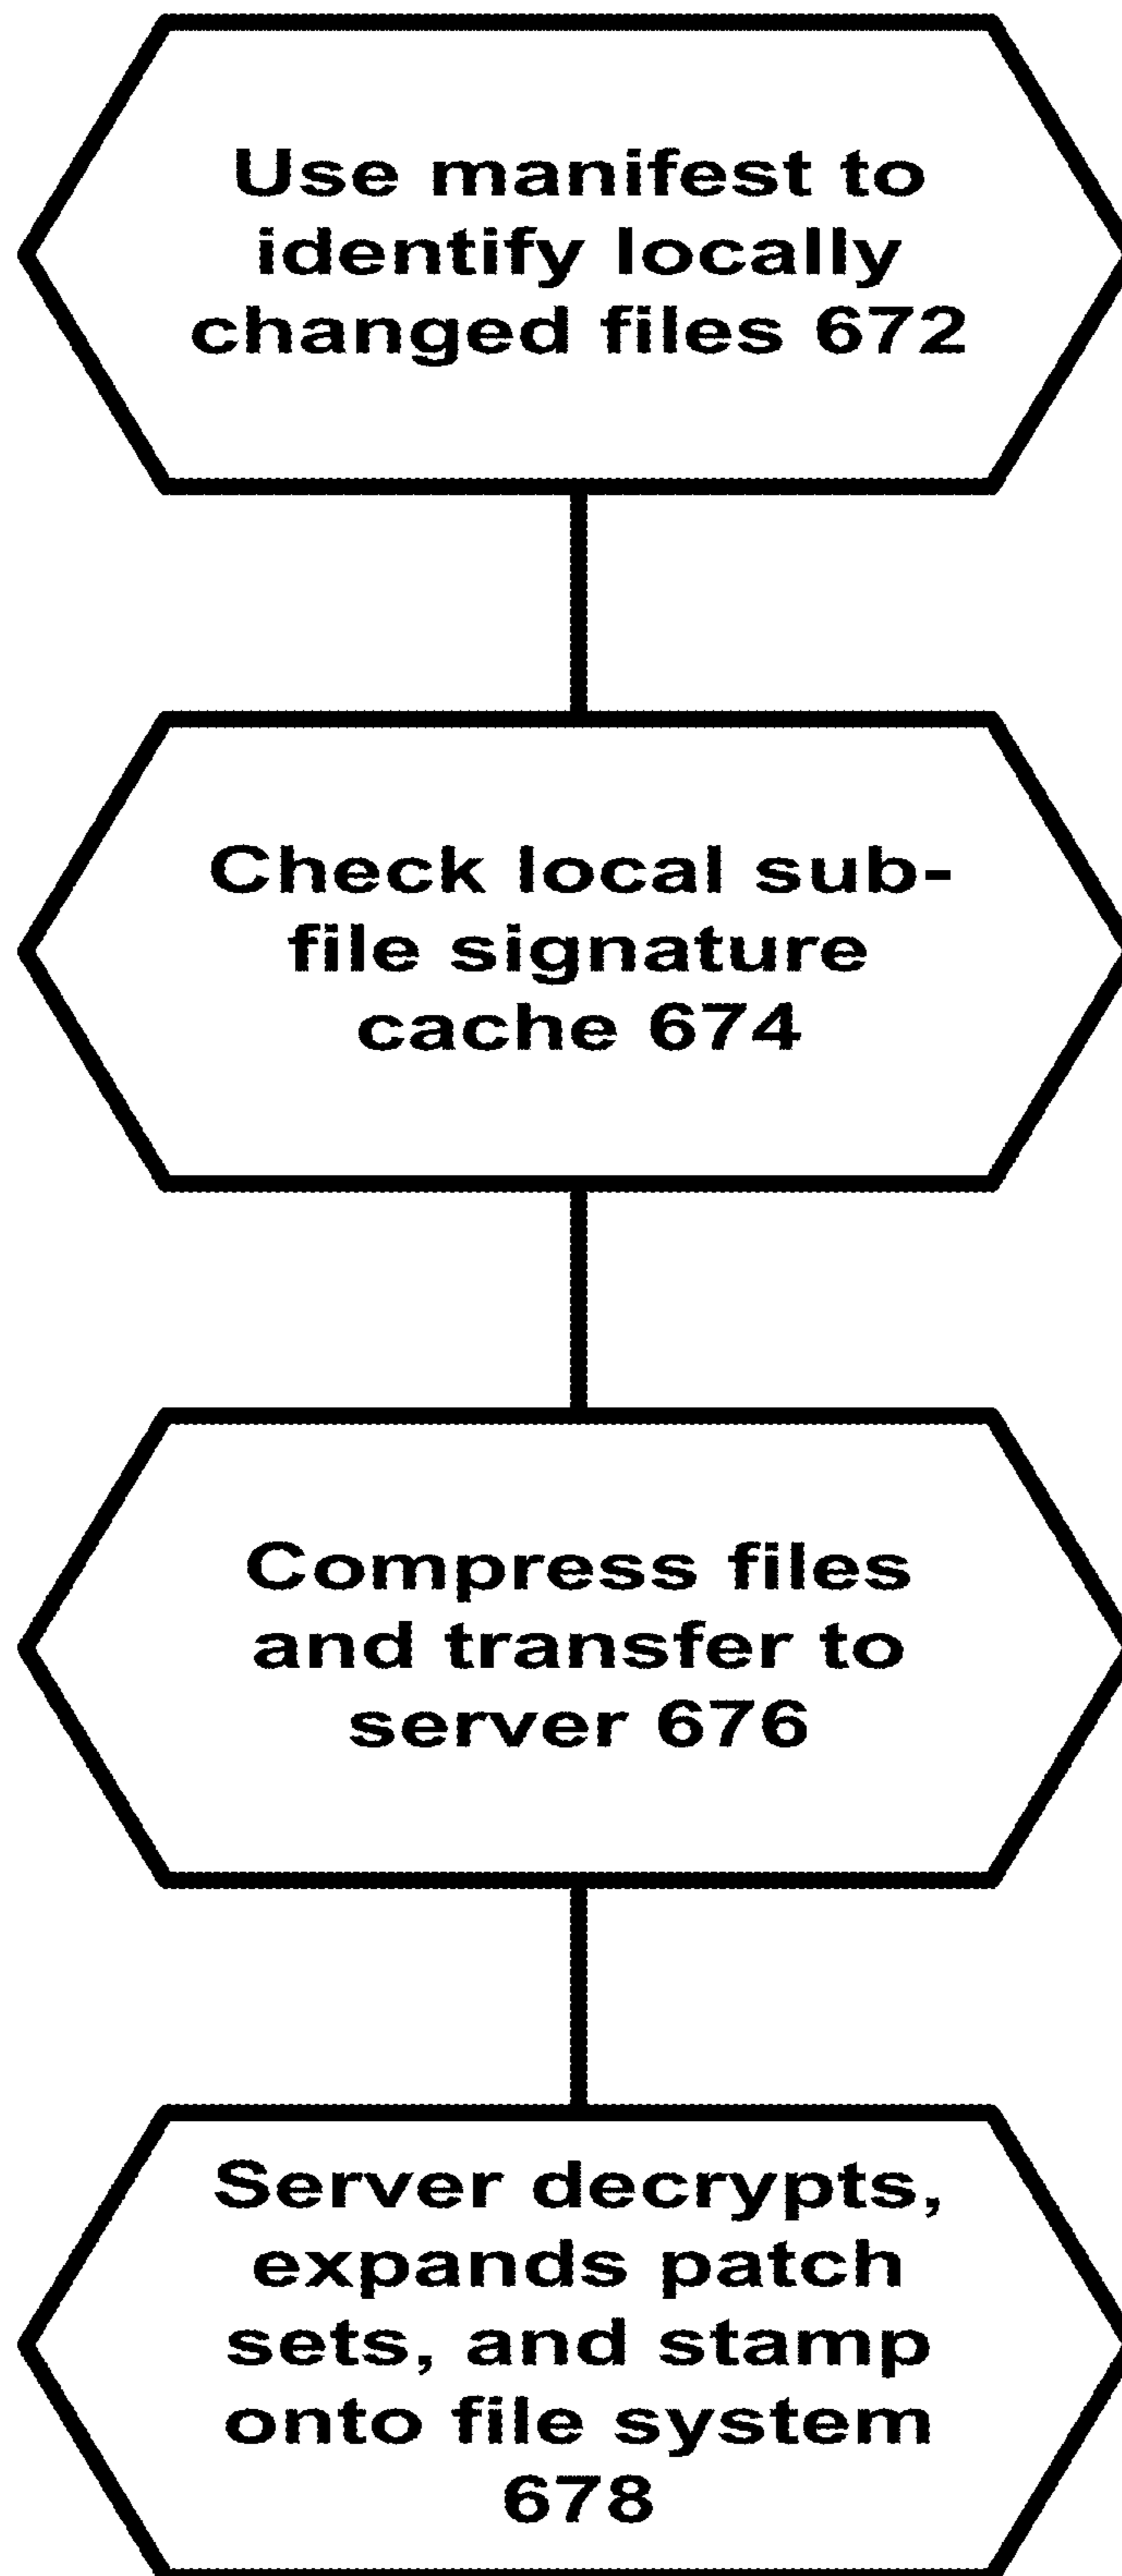 Use manifest to
identify locally
changed files 672
Check local sub-
file signature
cache 674
Compress files
and transfer to
server 676
Server decrypts,
expands patch
sets, and stamp
onto file system
678